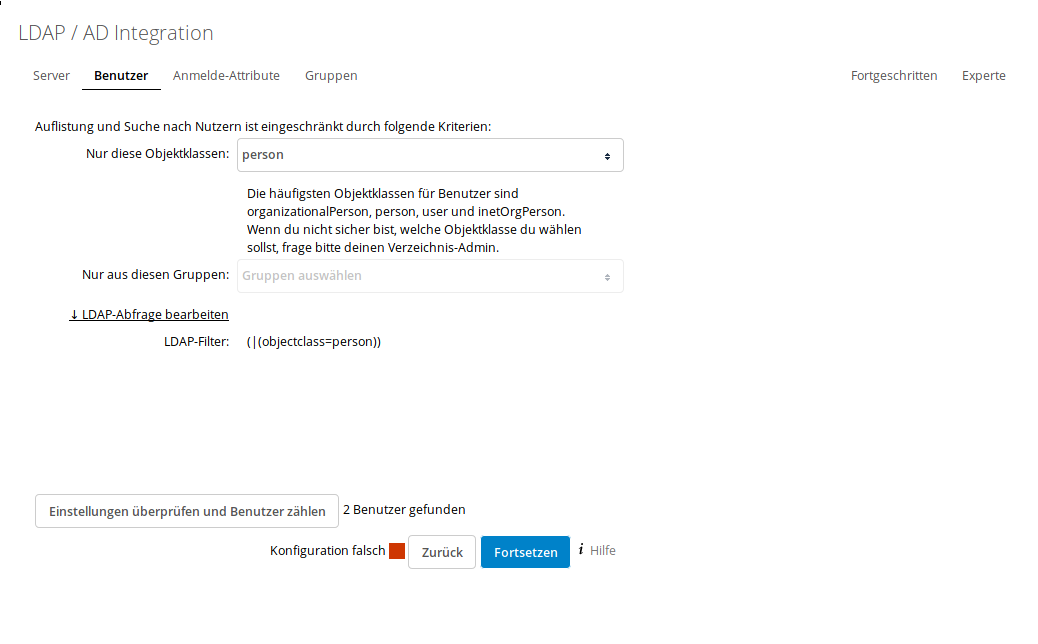 LDAP / AD Integration
Server Benutzer Anmelde-Attribute Gruppen Fortgeschritten Experte
Auflistung und Suche nach Nutzern ist eingeschränkt durch folgende Kriterien:
Nur diese Objektklassen: person
Die häufigsten Objektklassen für Benutzer sind
organizationalPerson, person, user und inetOrgPerson.
Wenn du nicht sicher bist, welche Objektklasse du wählen
sollst, frage bitte deinen Verzeichnis-Admin.
Nur aus diesen Gruppen: Gruppen auswählen
↓ LDAP-Abfrage bearbeiten
LDAP-Filter: (|(objectclass=person))
Einstellungen überprüfen und Benutzer zählen 2 Benutzer gefunden
Konfiguration falsch Zurück Fortsetzen i Hilfe